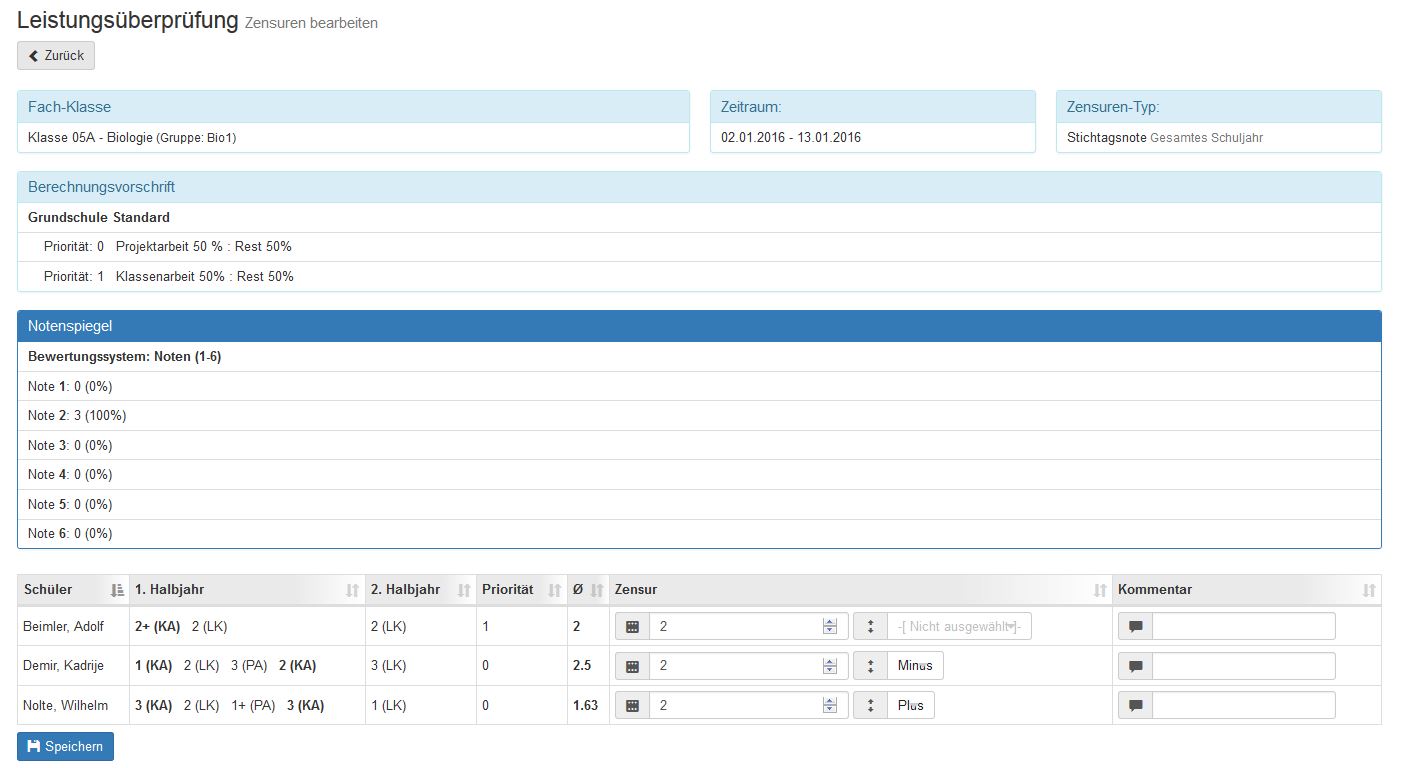 Leistungsüberprüfung Zensuren bearbeiten
Zurück
Fach-Klasse
Klasse 05A - Biologie (Gruppe: Bio1)
Zeitraum:
02.01.2016 - 13.01.2016
Zensuren-Typ:
Stichtagsnote Gesamtes Schuljahr
Berechnungsvorschrift
Grundschule Standard
Priorität: 0 Projektarbeit 50 % : Rest 50%
Priorität: 1 Klassenarbeit 50% : Rest 50%
Notenspiegel
Bewertungssystem: Noten (1-6)
Note 1: 0 (0%)
Note 2: 3 (100%)
Note 3: 0 (0%)
Note 4: 0 (0%)
Note 5: 0 (0%)
Note 6: 0 (0%)
Schüler 1. Halbjahr 2. Halbjahr Priorität Ø Zensur Kommentar
Beimler, Adolf 2+ (KA) 2 (LK) 2 (LK) 1 2 2 -[ Nicht ausgewählt ]-
Demir, Kadrije 1 (KA) 2 (LK) 3 (PA) 2 (KA) 3 (LK) 0 2.5 2 Minus
Nolte, Wilhelm 3 (KA) 2 (LK) 1+ (PA) 3 (KA) 1 (LK) 0 1.63 2 Plus
Speichern